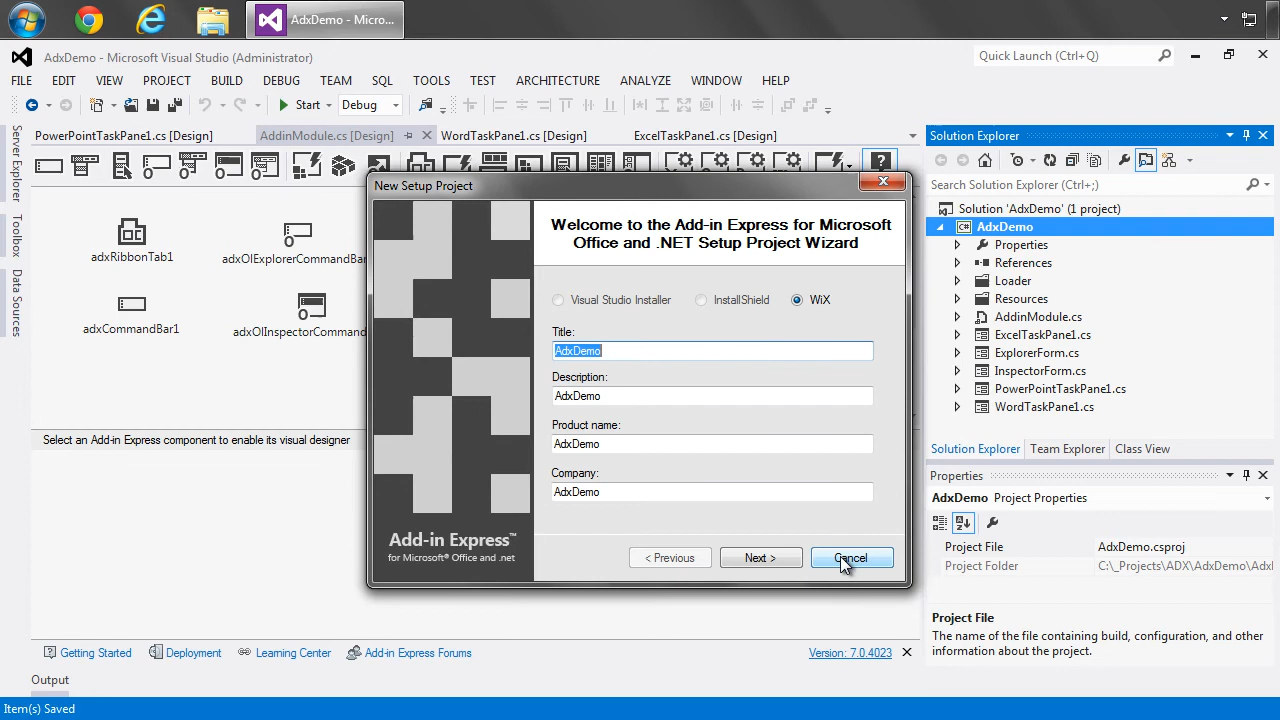 AdxDemo - Micro...
AdxDemo - Microsoft Visual Studio (Administrator)
Quick Launch (Ctrl+Q)
FILE EDIT VIEW PROJECT BUILD DEBUG TEAM SQL TOOLS TEST ARCHITECTURE ANALYZE WINDOW HELP
Start Debug
PowerPointTaskPane1.cs [Design] AddinModule.cs [Design] WordTaskPane1.cs [Design] ExcelTaskPane1.cs [Design]
Server Explorer
Toolbox
Data Sources
adxRibbonTab1
adxOlExplorerCommandBar
adxCommandBar1
adxOlInspectorCommand
Select an Add-in Express component to enable its visual designer
New Setup Project
Welcome to the Add-in Express for Microsoft
Office and .NET Setup Project Wizard
Visual Studio Installer InstallShield WiX
Title:
AdxDemo
Description:
AdxDemo
Product name:
AdxDemo
Company:
AdxDemo
Add-in Express™
for Microsoft® Office and .net
< Previous Next > Cancel
Solution Explorer
Search Solution Explorer (Ctrl+;)
Solution 'AdxDemo' (1 project)
C# AdxDemo
Properties
References
Loader
Resources
AddinModule.cs
ExcelTaskPane1.cs
ExplorerForm.cs
InspectorForm.cs
PowerPointTaskPane1.cs
WordTaskPane1.cs
Solution Explorer Team Explorer Class View
Properties
AdxDemo Project Properties
Project File AdxDemo.csproj
Project Folder C:\_Projects\ADX\AdxDemo\Adx
Project File
The name of the file containing build, configuration, and other
information about the project.
Getting Started Deployment Learning Center Add-in Express Forums Version: 7.0.4023
Output
Item(s) Saved